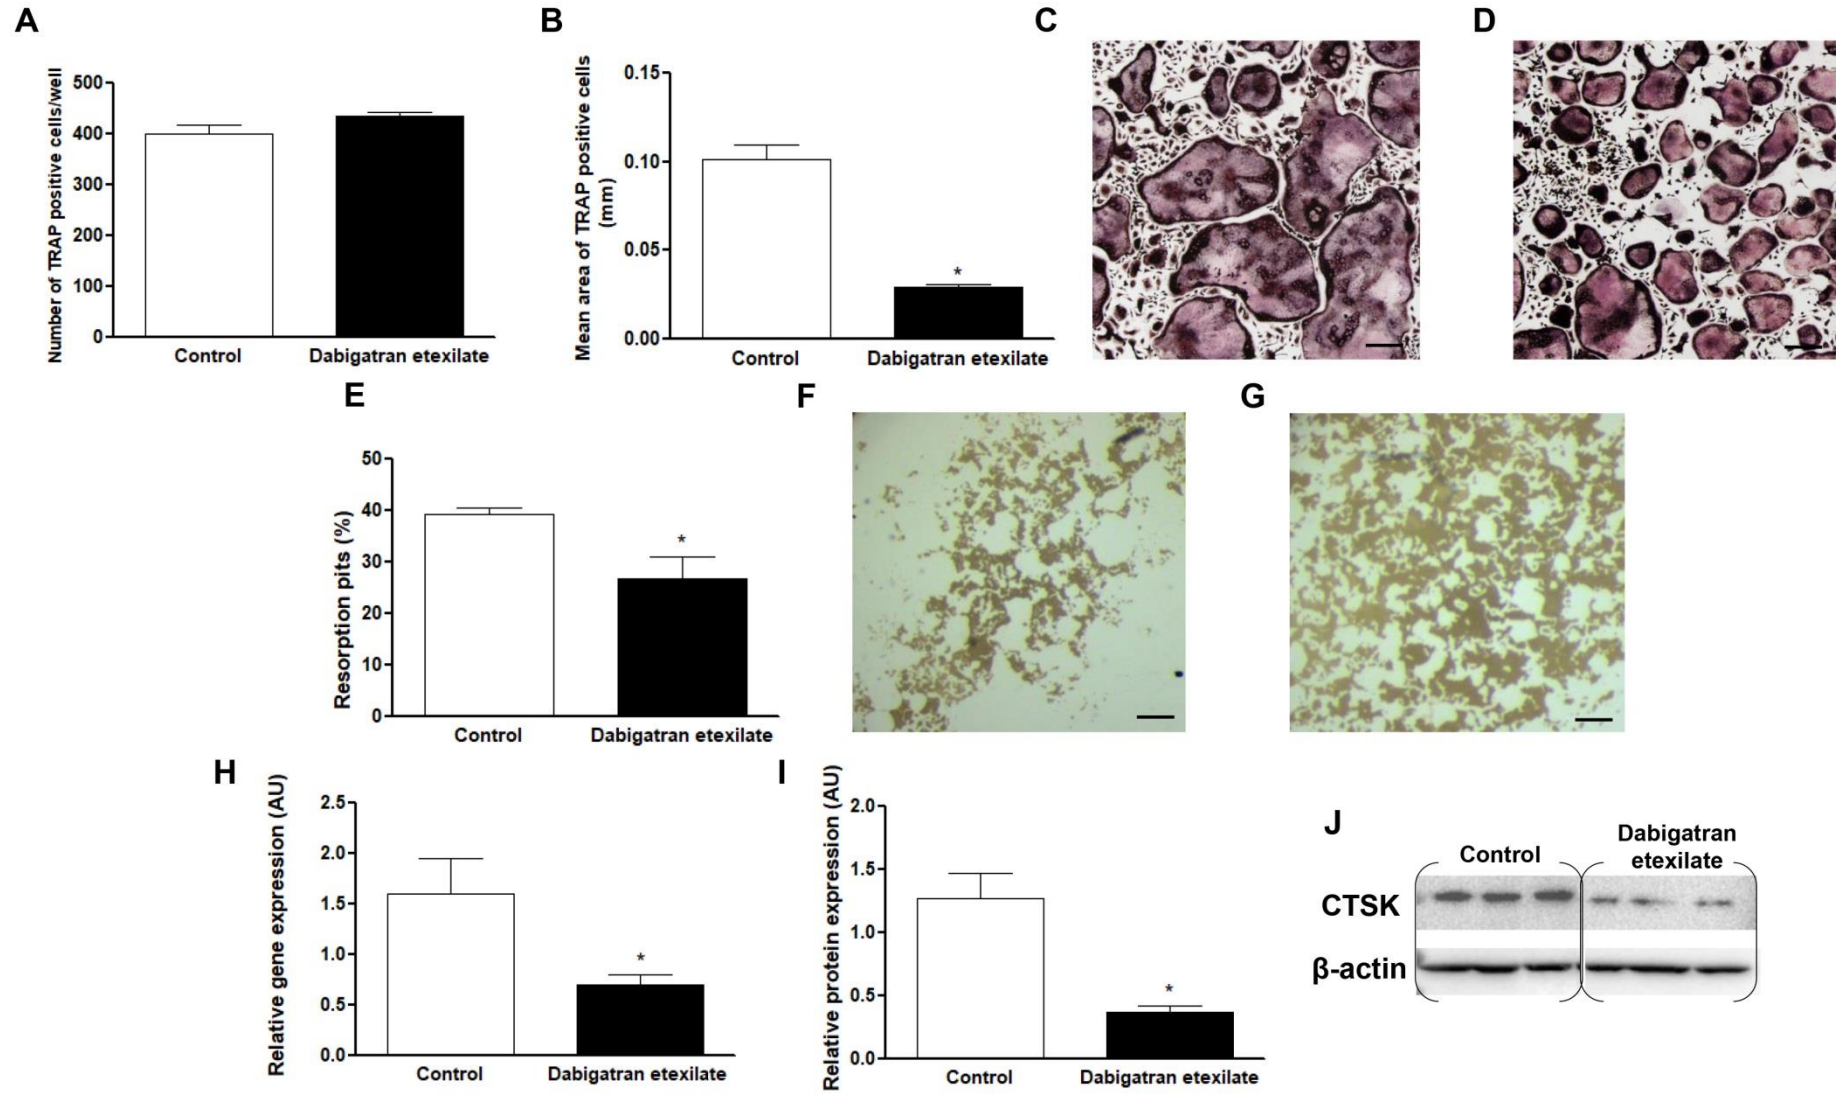 A
Number of TRAP positive cells/well
500
400
300
200
100
0
Control
Dabigatran etexilate
B
Mean area of TRAP positive cells
(mm)
0.15
0.10
0.05
0.00
*
Control
Dabigatran etexilate
C
D
E
Resorption pits (%)
50
40
30
20
10
0
*
Control
Dabigatran etexilate
F
G
H
Relative gene expression (AU)
2.5
2.0
1.5
1.0
0.5
0.0
*
Control
Dabigatran etexilate
I
Relative protein expression (AU)
2.0
1.5
1.0
0.5
0.0
*
Control
Dabigatran etexilate
J
Control
Dabigatran
etexilate
CTSK
β-actin